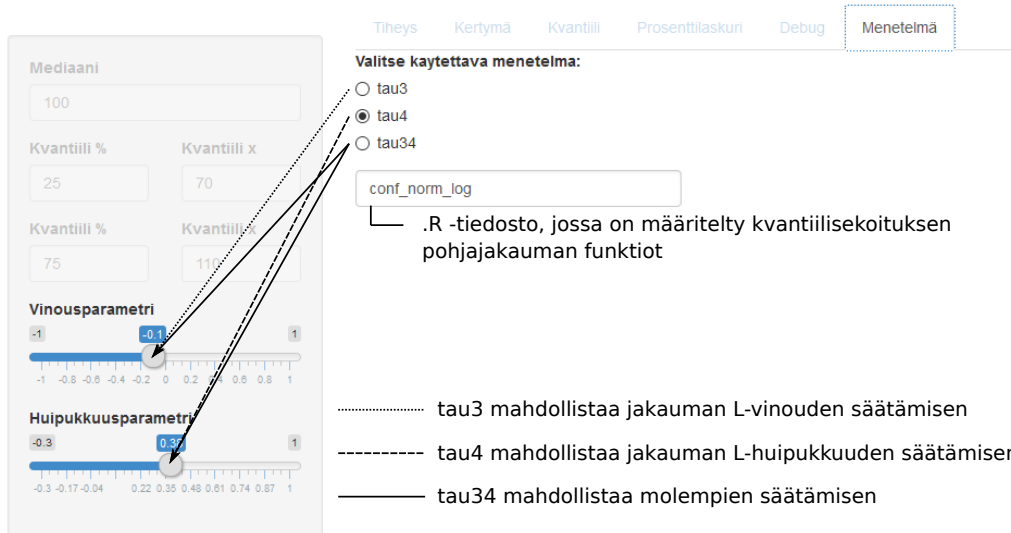 Tiheys Kertymä Kvantiili Prosenttilaskuri Debug Menetelmä
Mediaani
100
Kvantiili % Kvantiili x
25 70
Kvantiili % Kvantiili x
75 110
Vinousparametri
-1 -0.1 1
-1 -0.8 -0.6 -0.4 -0.2 0 0.2 0.4 0.6 0.8 1
Huipukkuusparametri
-0.3 1
-0.3 -0.17 -0.04 0.22 0.35 0.48 0.61 0.74 0.87 1
Valitse kaytettava menetelma:
tau3
tau4
tau34
conf_norm_log
.R -tiedosto, jossa on määritelty kvantiilisekoituksen
pohjajakauman funktiot
tau3 mahdollistaa jakauman L-vinouden säätämisen
tau4 mahdollistaa jakauman L-huipukkuuden säätämisen
tau34 mahdollistaa molempien säätämisen